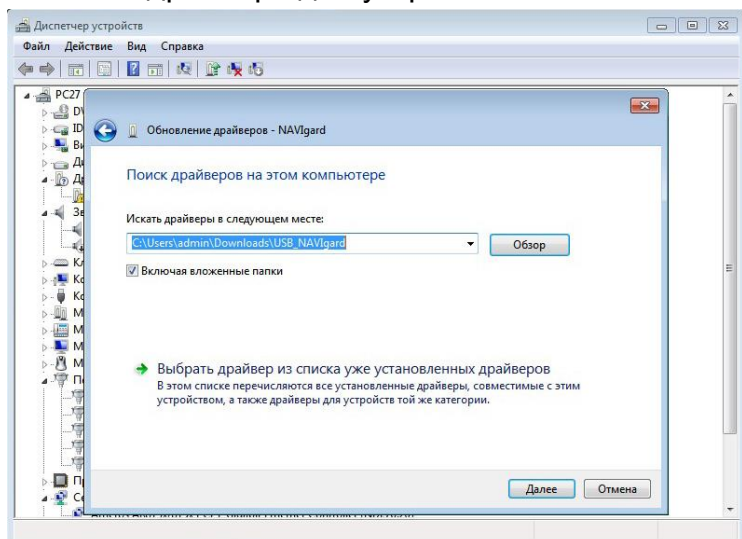 Диспетчер устройств
Файл Действие Вид Справка
PC27
Обновление драйверов - NAVIgard
Поиск драйверов на этом компьютере
Искать драйверы в следующем месте:
C:\Users\admin\Downloads\USB_NAVIgard
Обзор
Включая вложенные папки
Выбрать драйвер из списка уже установленных драйверов
В этом списке перечисляются все установленные драйверы, совместимые с этим
устройством, а также драйверы для устройств той же категории.
Далее Отмена